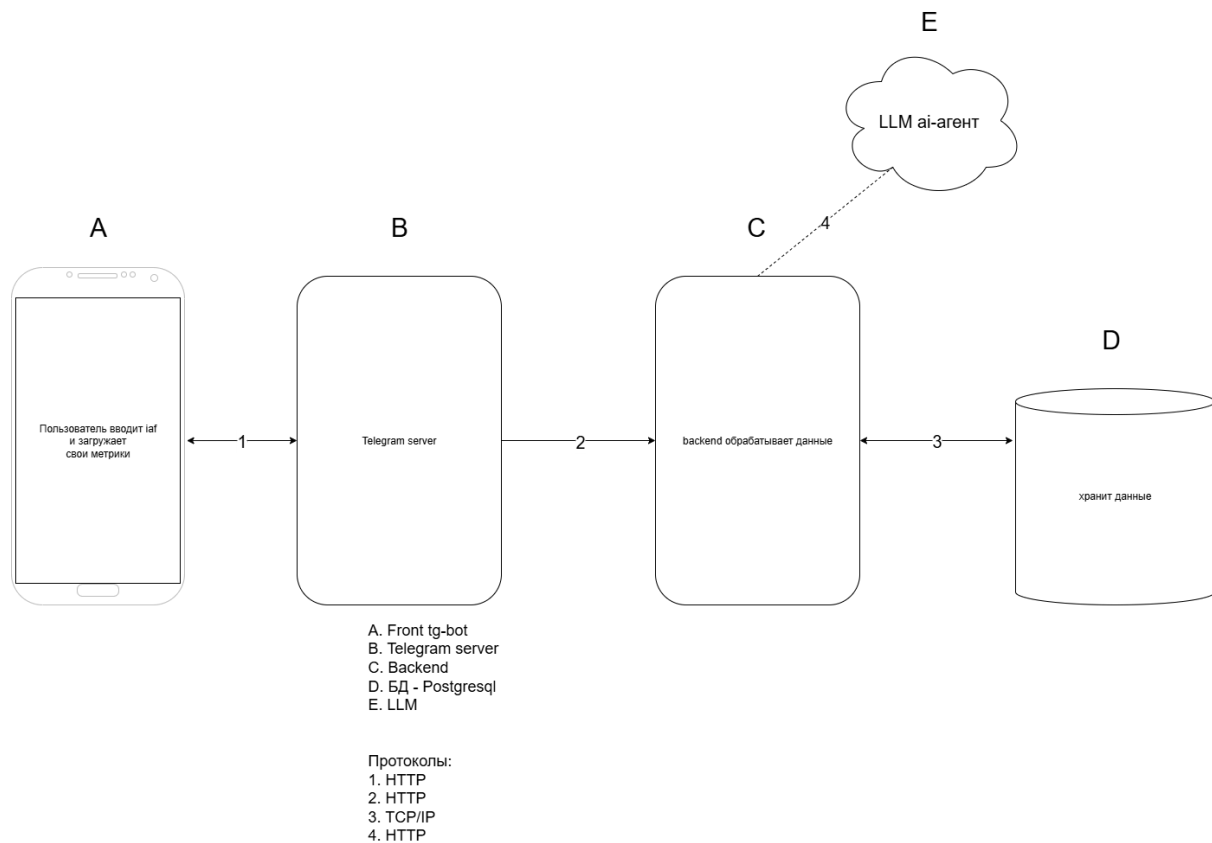 E
LLM ai-агент
A
B
C
4
D
Пользователь вводит iaf
и загружает
свои метрики
1
Telegram server
2
backend обрабатывает данные
3
хранит данные
A. Front tg-bot
B. Telegram server
C. Backend
D. БД - Postgresql
E. LLM
Протоколы:
1. HTTP
2. HTTP
3. TCP/IP
4. HTTP